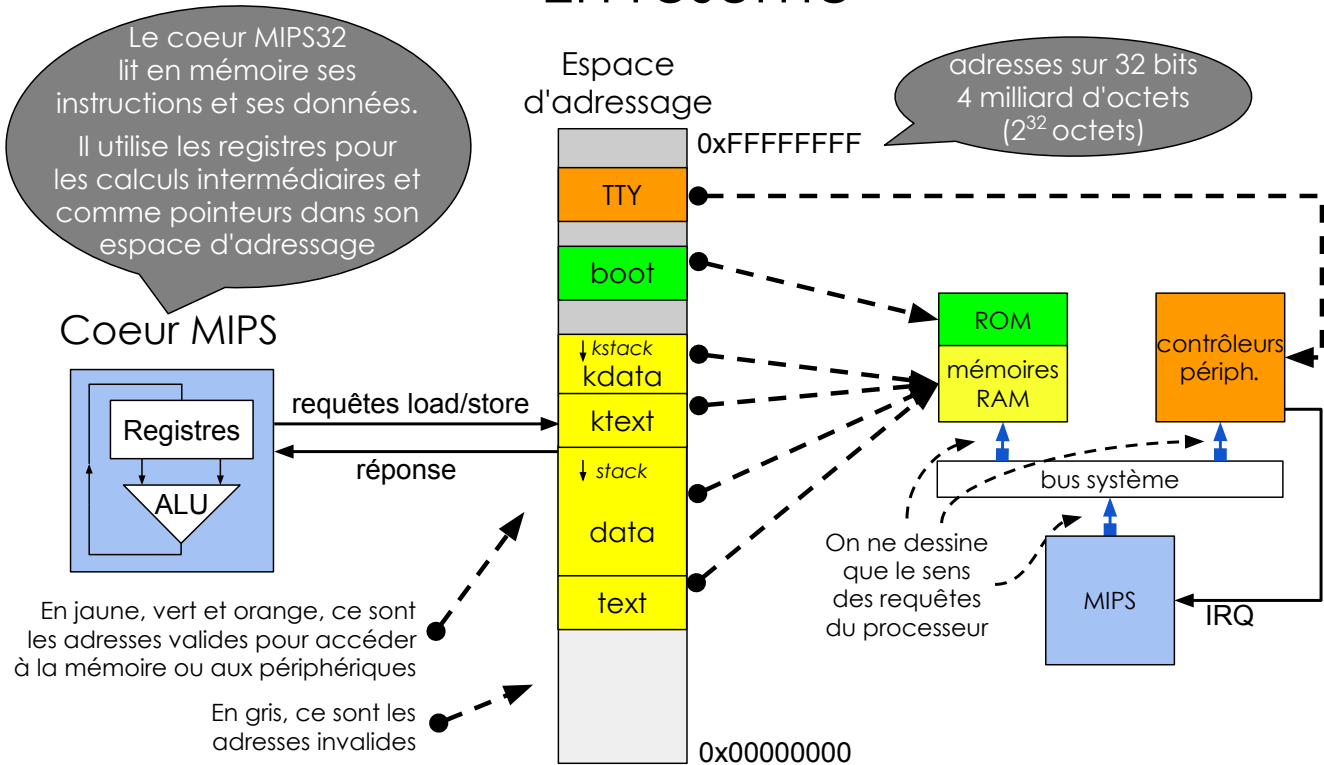 En résumé
Le coeur MIPS32
lit en mémoire ses
instructions et ses données.
Il utilise les registres pour
les calculs intermédiaires et
comme pointeurs dans son
espace d'adressage
Espace
d'adressage
adresses sur 32 bits
4 milliard d'octets
(2³² octets)
0xFFFFFFFF
TTY
boot
↓ kstack
kdata
ktext
↓ stack
data
text
0x00000000
Coeur MIPS
Registres
ALU
requêtes load/store
réponse
ROM
mémoires
RAM
contrôleurs
périph.
bus système
MIPS
IRQ
On ne dessine
que le sens
des requêtes
du processeur
En jaune, vert et orange, ce sont
les adresses valides pour accéder
à la mémoire ou aux périphériques
En gris, ce sont les
adresses invalides